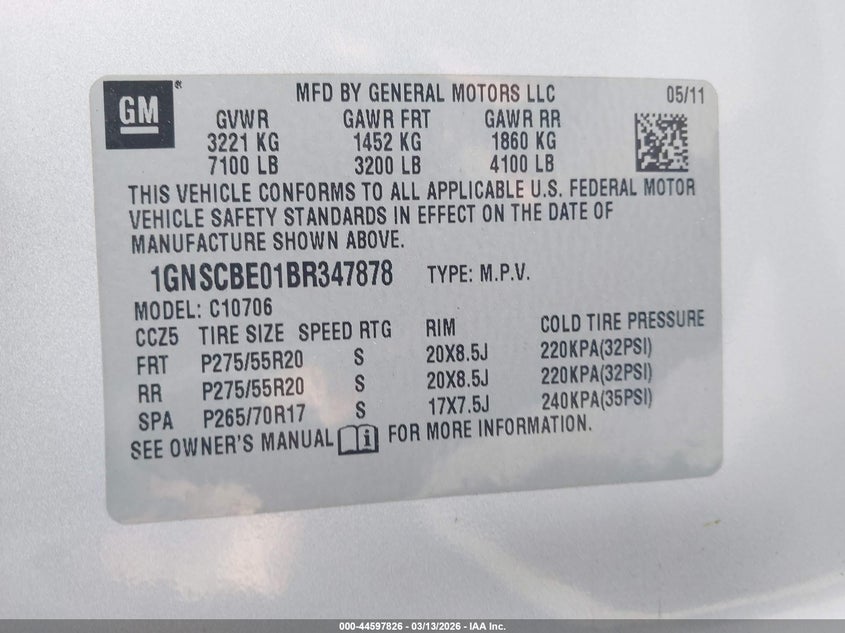 GM
MFD BY GENERAL MOTORS LLC 05/11
GVWR GAWR FRT GAWR RR
3221 KG 1452 KG 1860 KG
7100 LB 3200 LB 4100 LB
THIS VEHICLE CONFORMS TO ALL APPLICABLE U.S. FEDERAL MOTOR
VEHICLE SAFETY STANDARDS IN EFFECT ON THE DATE OF
MANUFACTURE SHOWN ABOVE.
1GNSCBE01BR347878 TYPE: M.P.V.
MODEL: C10706
CCZ5 TIRE SIZE SPEED RTG RIM COLD TIRE PRESSURE
FRT P275/55R20 S 20X8.5J 220KPA(32PSI)
RR P275/55R20 S 20X8.5J 220KPA(32PSI)
SPA P265/70R17 S 17X7.5J 240KPA(35PSI)
SEE OWNER'S MANUAL i FOR MORE INFORMATION.
000-44597826 - 03/13/2026 - IAA Inc.